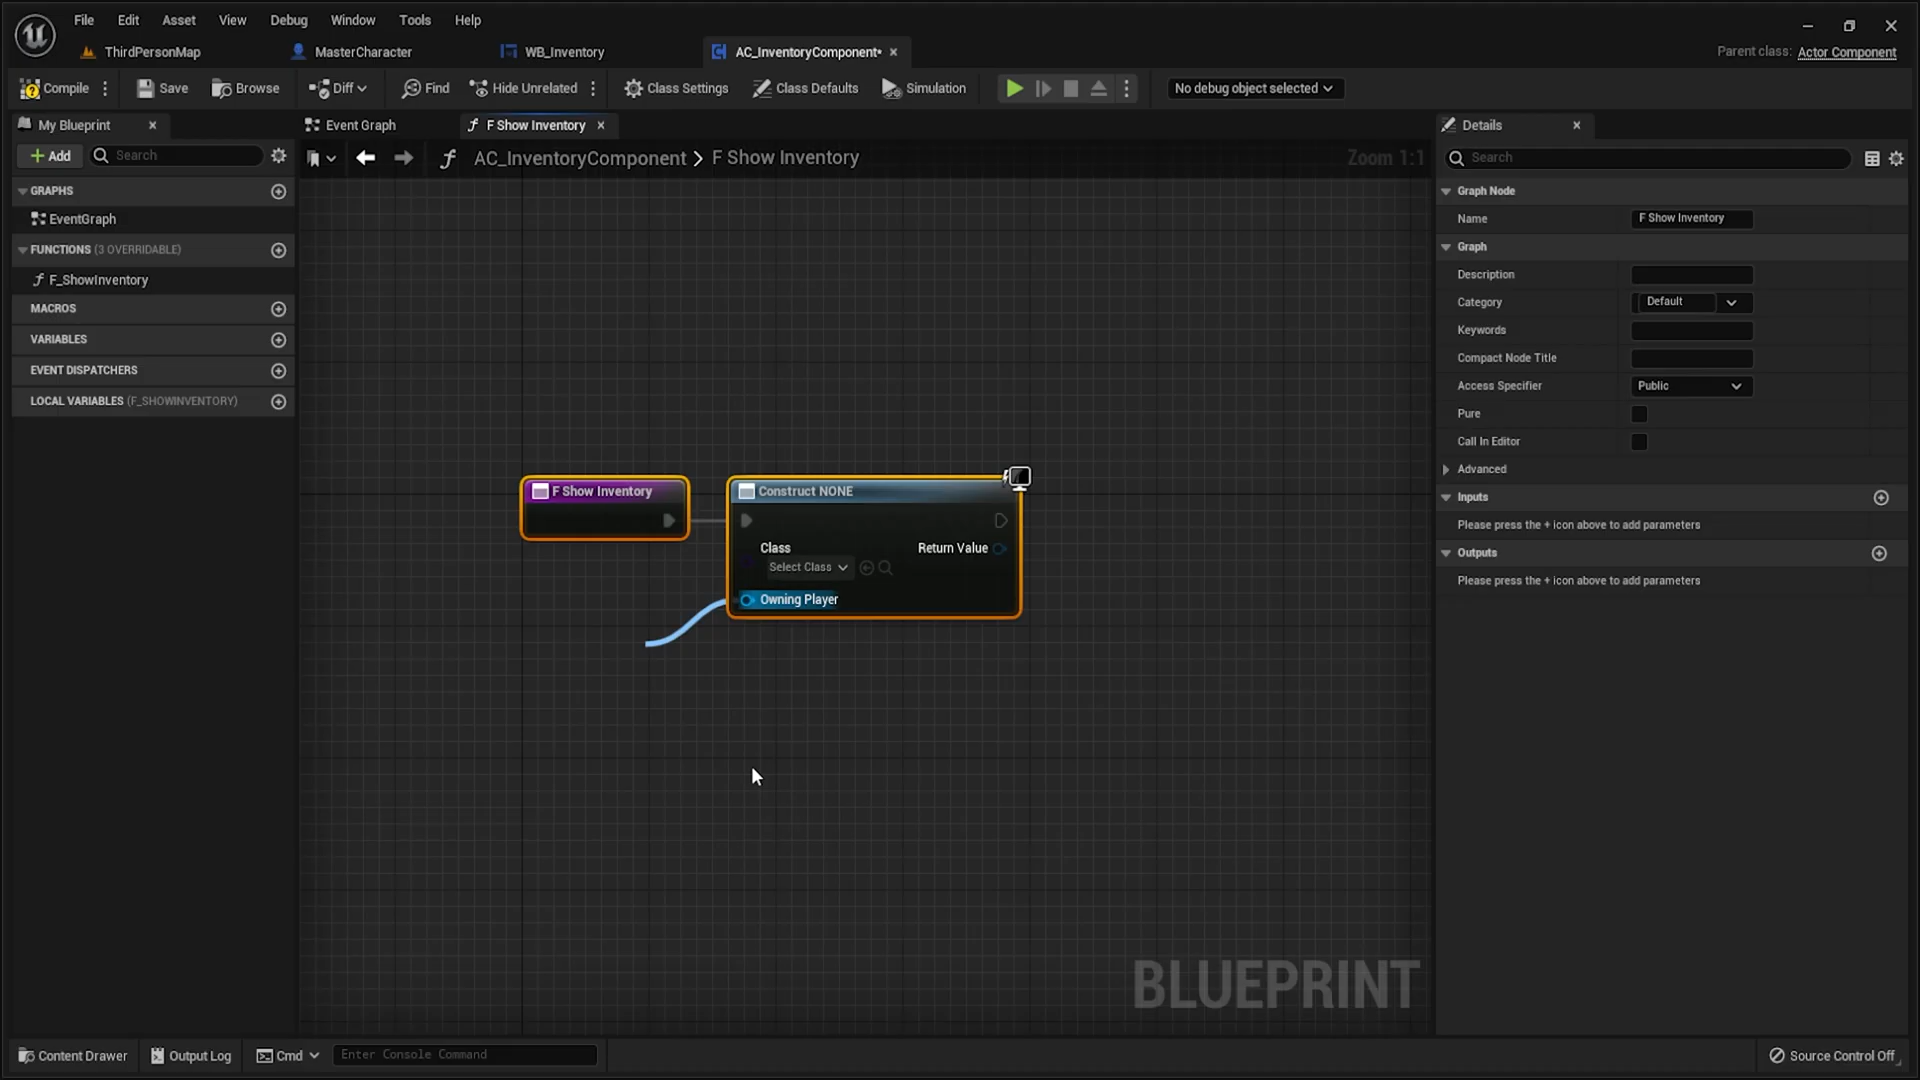 File Edit Asset View Debug Window Tools Help
ThirdPersonMap MasterCharacter WB_Inventory AC_InventoryComponent* Parent class: Actor Component
Compile Save Browse Diff Find Hide Unrelated Class Settings Class Defaults Simulation No debug object selected
My Blueprint Event Graph F Show Inventory Details
Add Search AC_InventoryComponent F Show Inventory Zoom 1:1 Search
GRAPHS Graph Node
EventGraph Name F Show Inventory
FUNCTIONS (3 OVERRIDABLE) Graph
F_ShowInventory Description
MACROS Category Default
VARIABLES Keywords
EVENT DISPATCHERS Compact Node Title
LOCAL VARIABLES (F_SHOWINVENTORY) Access Specifier Public
Pure
Call In Editor
Advanced
F Show Inventory Construct NONE Inputs
Please press the + icon above to add parameters
Class Return Value Outputs
Select Class Please press the + icon above to add parameters
Owning Player
BLUEPRINT
Content Drawer Output Log Cmd Enter Console Command Source Control Off